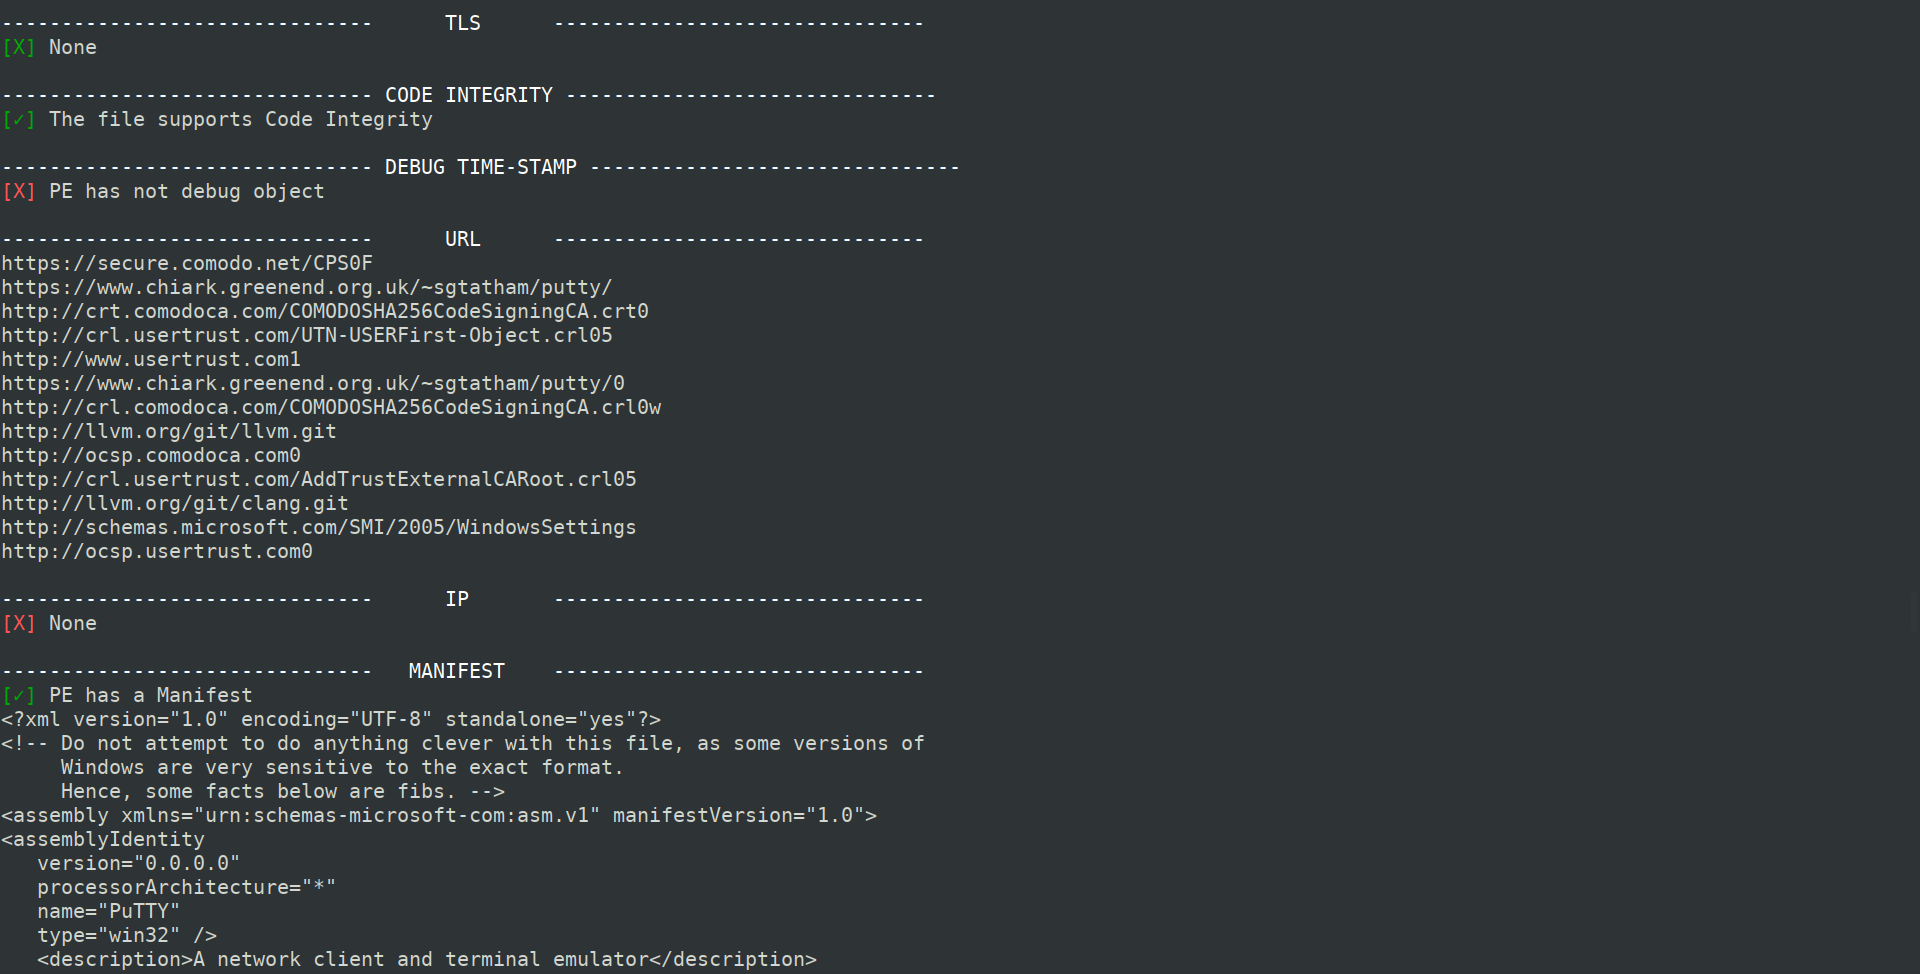 -------------------------------      TLS      -------------------------------
[X] None
------------------------------- CODE INTEGRITY -------------------------------
[✓] The file supports Code Integrity
------------------------------- DEBUG TIME-STAMP -------------------------------
[X] PE has not debug object
-------------------------------      URL      -------------------------------
https://secure.comodo.net/CPS0F
https://www.chiark.greenend.org.uk/~sgtatham/putty/
http://crt.comodoca.com/COMODOSHA256CodeSigningCA.crt0
http://crl.usertrust.com/UTN-USERFirst-Object.crl05
http://www.usertrust.com1
https://www.chiark.greenend.org.uk/~sgtatham/putty/0
http://crl.comodoca.com/COMODOSHA256CodeSigningCA.crl0w
http://llvm.org/git/llvm.git
http://ocsp.comodoca.com0
http://crl.usertrust.com/AddTrustExternalCARoot.crl05
http://llvm.org/git/clang.git
http://schemas.microsoft.com/SMI/2005/WindowsSettings
http://ocsp.usertrust.com0
-------------------------------      IP       -------------------------------
[X] None
-------------------------------   MANIFEST    -------------------------------
[✓] PE has a Manifest
<?xml version="1.0" encoding="UTF-8" standalone="yes"?>
<!-- Do not attempt to do anything clever with this file, as some versions of
     Windows are very sensitive to the exact format.
     Hence, some facts below are fibs. -->
<assembly xmlns="urn:schemas-microsoft-com:asm.v1" manifestVersion="1.0">
<assemblyIdentity
   version="0.0.0.0"
   processorArchitecture="*"
   name="PuTTY"
   type="win32" />
   <description>A network client and terminal emulator</description>